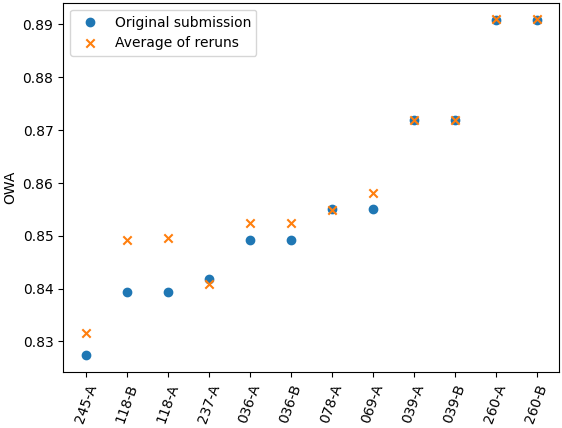 Original submission
Average of reruns
0.89
0.88
0.87
0.86
0.85
0.84
0.83
OWA
245-A
118-B
118-A
237-A
036-A
036-B
078-A
069-A
039-A
039-B
260-A
260-B